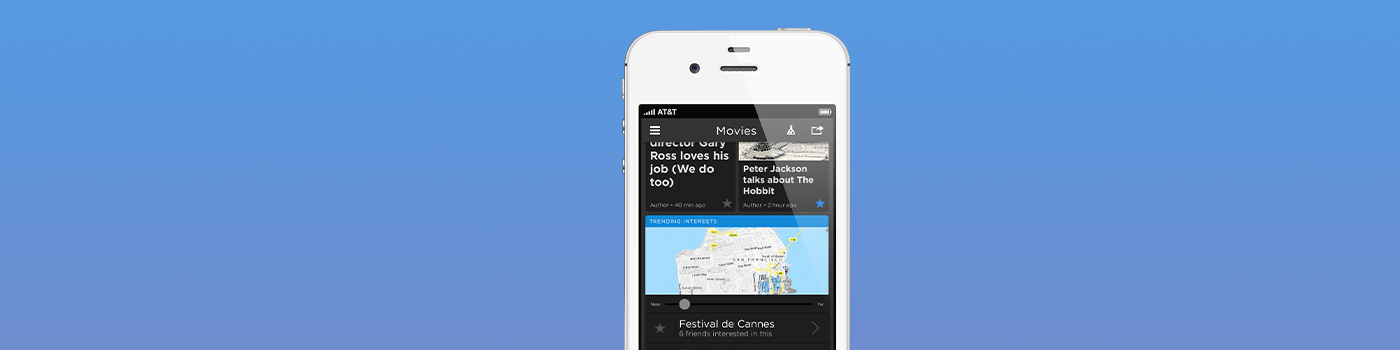 AT&T
Movies
director Gary
Ross loves his
job (We do
too)
Author • 40 min ago
Peter Jackson
talks about The
Hobbit
Author • 2 hour ago
TRENDING INTERESTS
SAN FRANCISCO
Near
Far
Festival de Cannes
6 friends interested in this